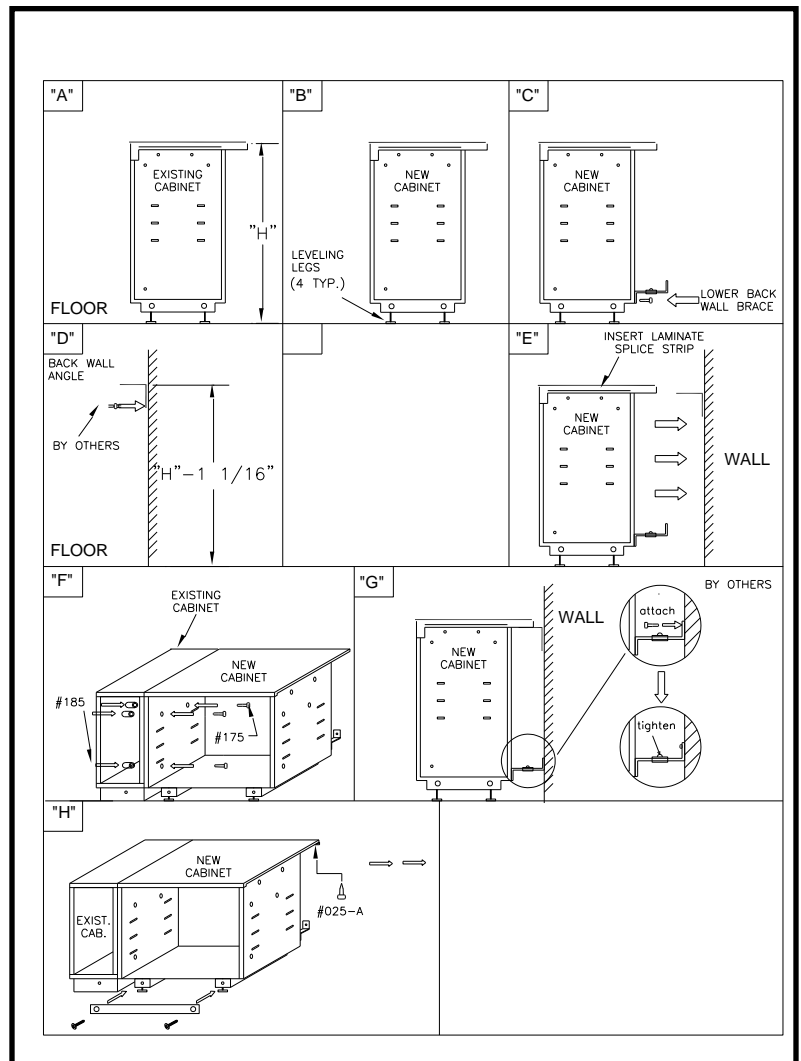 "A"
EXISTING
CABINET
"H"
FLOOR
"B"
NEW
CABINET
LEVELING
LEGS
(4 TYP.)
"C"
NEW
CABINET
LOWER BACK
WALL BRACE
"D"
BACK WALL
ANGLE
BY OTHERS
"H"-1 1/16"
FLOOR
"E"
INSERT LAMINATE
SPLICE STRIP
NEW
CABINET
WALL
"F"
EXISTING
CABINET
NEW
CABINET
#185
#175
"G"
BY OTHERS
WALL
NEW
CABINET
attach
tighten
"H"
NEW
CABINET
EXIST.
CAB.
#025-A